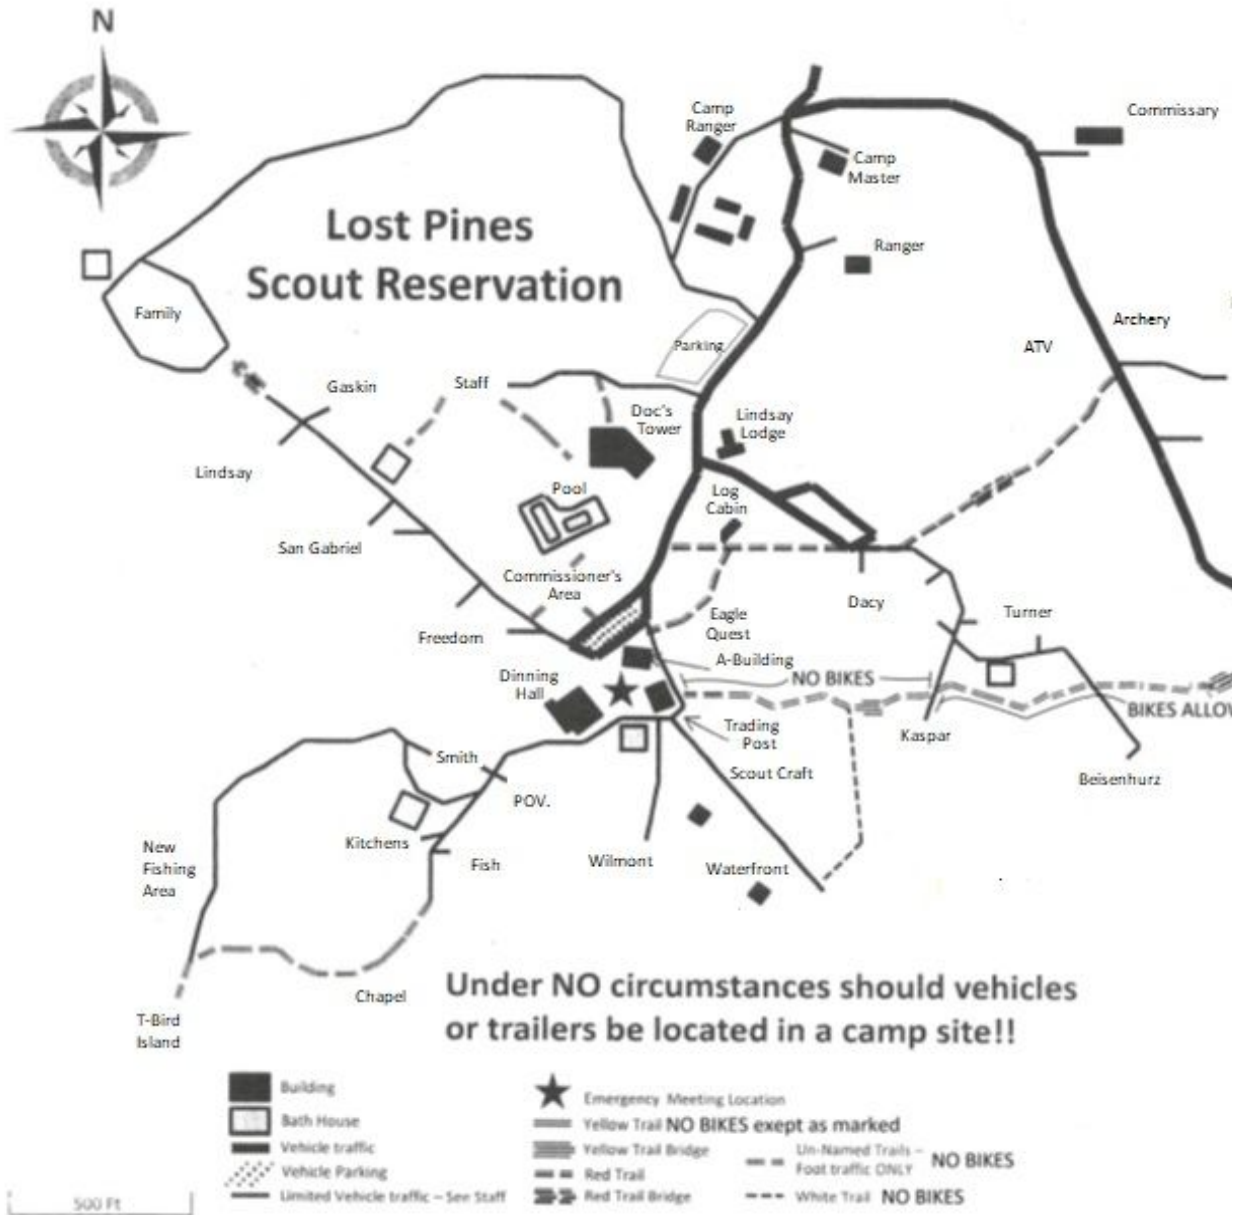 N
Lost Pines
Scout Reservation
Camp
Ranger
Commissary
Camp
Master
Ranger
Family
Parking
Archery
ATV
Gaskin
Staff
Doc's
Tower
Lindsay
Lodge
Lindsay
Pool
Log
Cabin
San Gabriel
Commissioner's
Area
Dacy
Turner
Freedom
Eagle
Quest
A-Building
Dinning
Hall
NO BIKES
BIKES ALLOV
Trading
Post
Kaspar
Smith
Scout Craft
Beisenhurz
POV.
New
Fishing
Area
Kitchens
Fish
Wilmont
Waterfront
Chapel
T-Bird
Island
Under NO circumstances should vehicles
or trailers be located in a camp site!!
Building
Bath House
Vehicle traffic
Vehicle Parking
Limited Vehicle traffic – See Staff
Emergency Meeting Location
Yellow Trail NO BIKES exept as marked
Yellow Trail Bridge
Red Trail
Red Trail Bridge
Un-Named Trails –
Foot traffic ONLY NO BIKES
White Trail NO BIKES
500 Ft